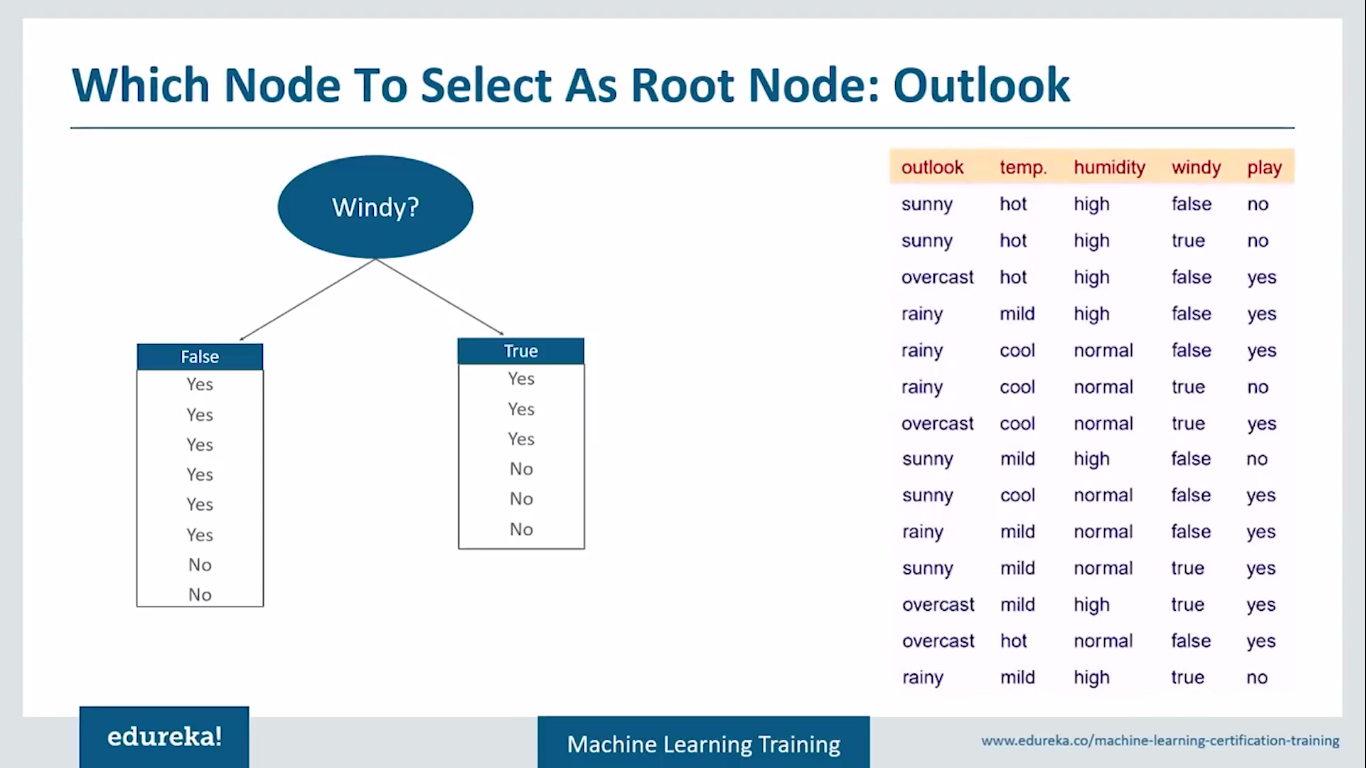 Which Node To Select As Root Node: Outlook
Windy?
False
Yes
Yes
Yes
Yes
Yes
Yes
No
No
True
Yes
Yes
Yes
No
No
No
outlook temp. humidity windy play
sunny hot high false no
sunny hot high true no
overcast hot high false yes
rainy mild high false yes
rainy cool normal false yes
rainy cool normal true no
overcast cool normal true yes
sunny mild high false no
sunny cool normal false yes
rainy mild normal false yes
sunny mild normal true yes
overcast mild high true yes
overcast hot normal false yes
rainy mild high true no
edureka!
Machine Learning Training
www.edureka.co/machine-learning-certification-training